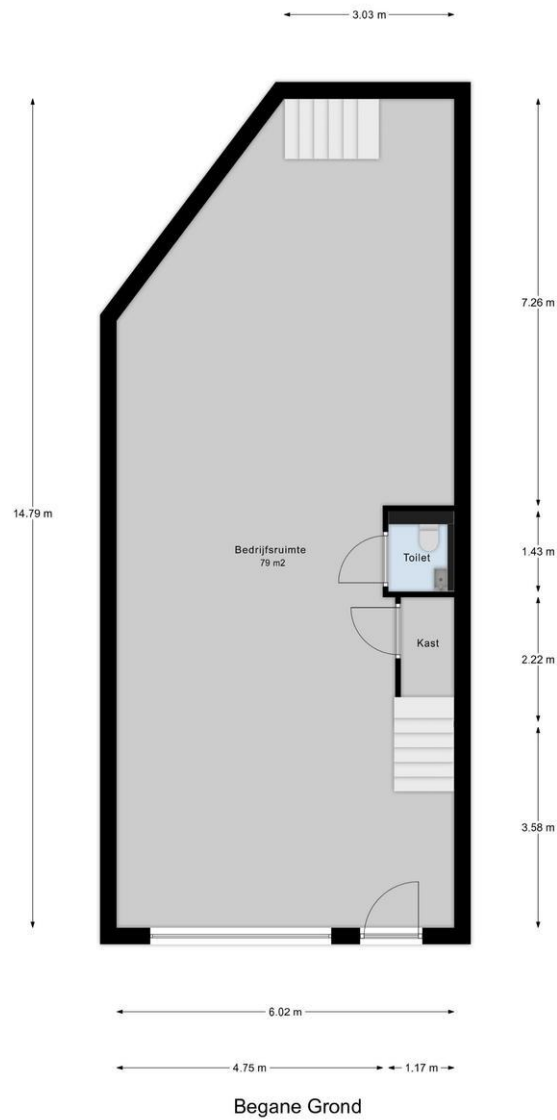 3.03 m
7.26 m
14.79 m
Bedrijfsruimte
79 m2
Toilet
1.43 m
Kast
2.22 m
3.58 m
6.02 m
4.75 m
1.17 m
Begane Grond